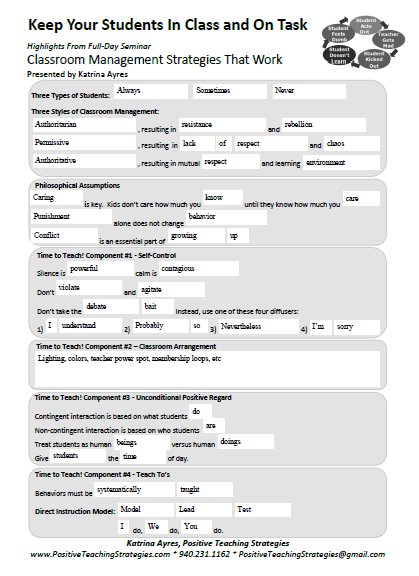 Keep Your Students In Class and On Task
Highlights From Full-Day Seminar
Classroom Management Strategies That Work
Presented by Katrina Ayres
Student Acts Out
Teacher Gets Mad
Student Kicked Out
Student Doesn't Learn
Student Feels Dumb
Three Types of Students: Always Sometimes Never
Three Styles of Classroom Management:
Authoritarian , resulting in resistance and rebellion
Permissive , resulting in lack of respect and chaos
Authoritative , resulting in mutual respect and learning environment
Philosophical Assumptions
Caring is key. Kids don't care how much you know until they know how much you care
Punishment alone does not change behavior
Conflict is an essential part of growing up
Time to Teach! Component #1 - Self-Control
Silence is powerful calm is contagious
Don't violate and agitate
Don't take the debate bait Instead, use one of these four diffusers:
1) I understand 2) Probably so 3) Nevertheless 4) I'm sorry
Time to Teach! Component #2 – Classroom Arrangement
Lighting, colors, teacher power spot, membership loops, etc
Time to Teach! Component #3 - Unconditional Positive Regard
Contingent interaction is based on what students do
Non-contingent interaction is based on who students are
Treat students as human beings versus human doings
Give students the time of day.
Time to Teach! Component #4 - Teach To's
Behaviors must be systematically taught
Direct Instruction Model: Model Lead Test
I do, We do, You do.
Katrina Ayres, Positive Teaching Strategies
www.PositiveTeachingStrategies.com * 940.231.1162 * PositiveTeachingStrategies@gmail.com